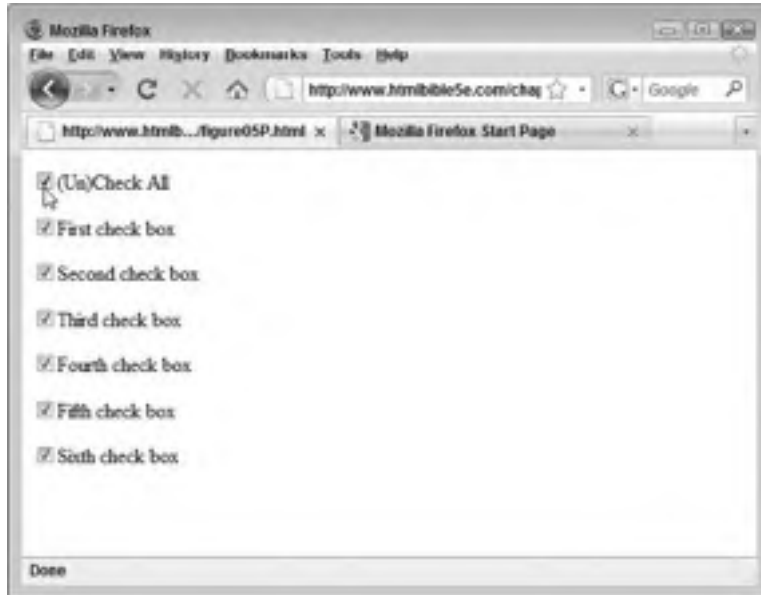 Mozilla Firefox
File Edit View History Bookmarks Tools Help
http://www.htmlbible5e.com/chap Google
http://www.htmlb.../figure05P.html Mozilla Firefox Start Page
(Un)Check All
First check box
Second check box
Third check box
Fourth check box
Fifth check box
Sixth check box
Done